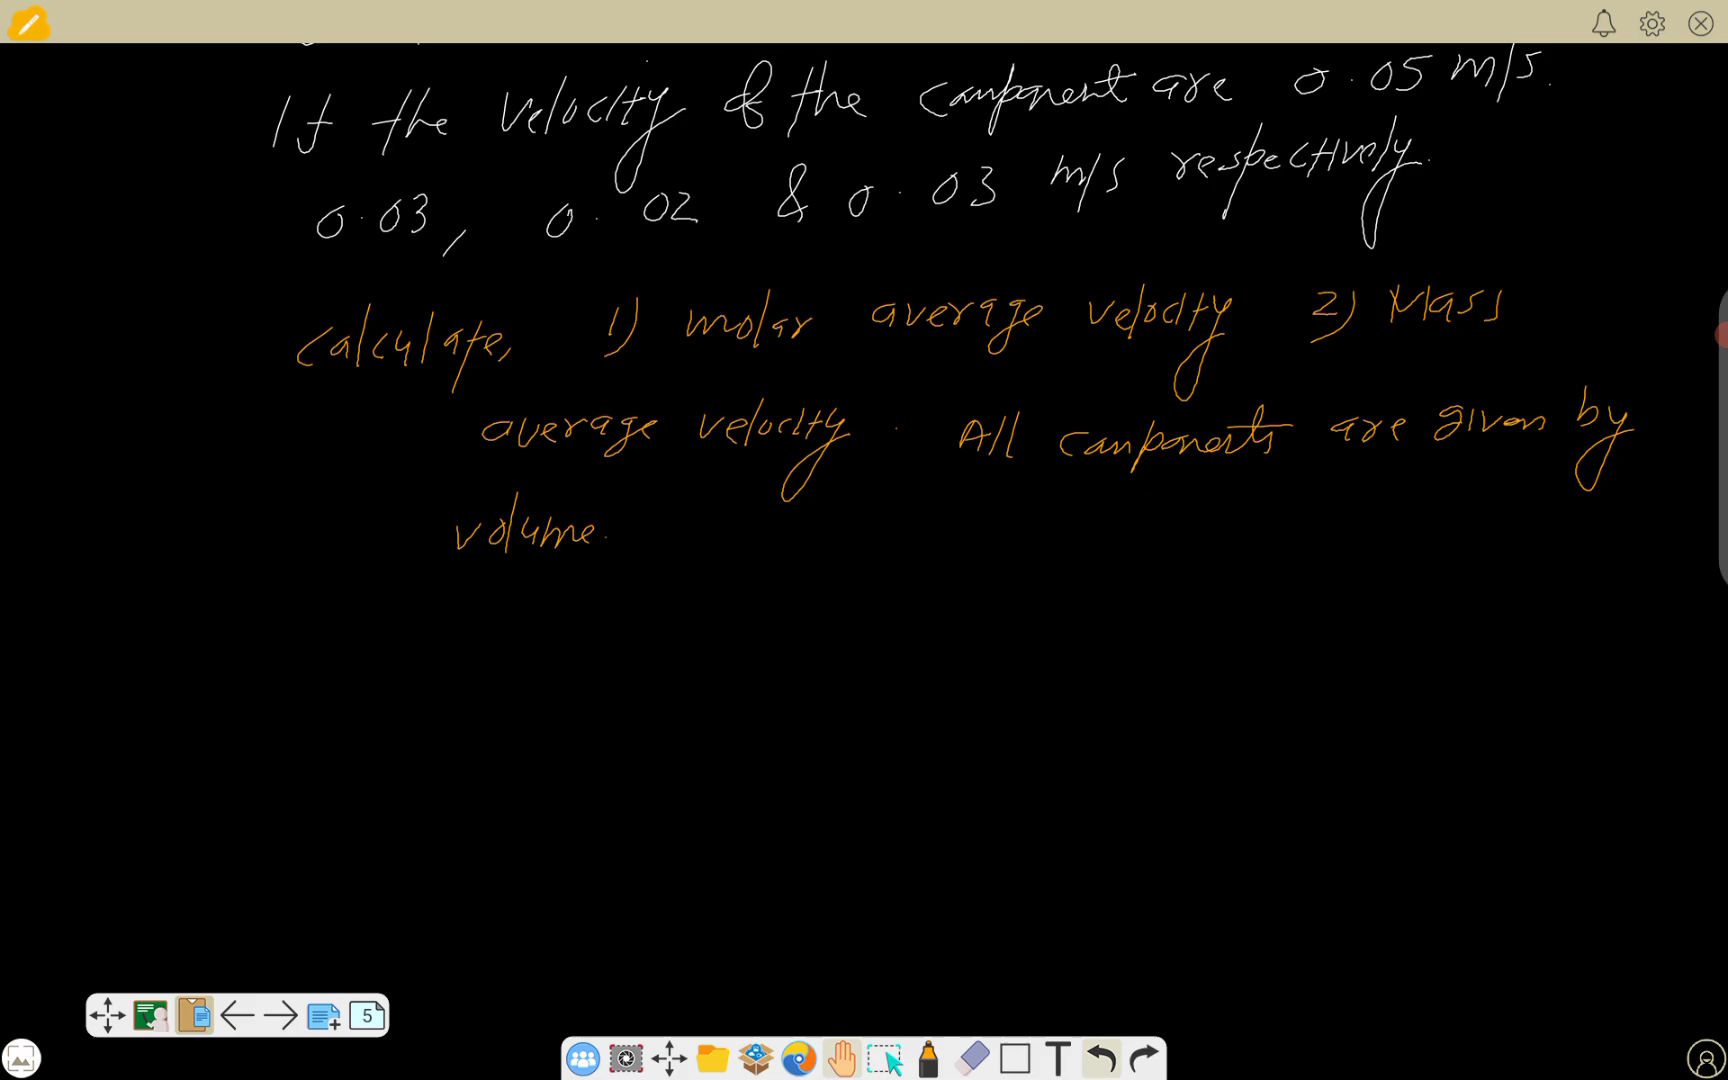 If the velocity of the component are 0.05 m/s.
0.03, 0.02 & 0.03 m/s respectively.
Calculate, 1) molar average velocity 2) Mass
average velocity. All components are given by
volume.
5
T